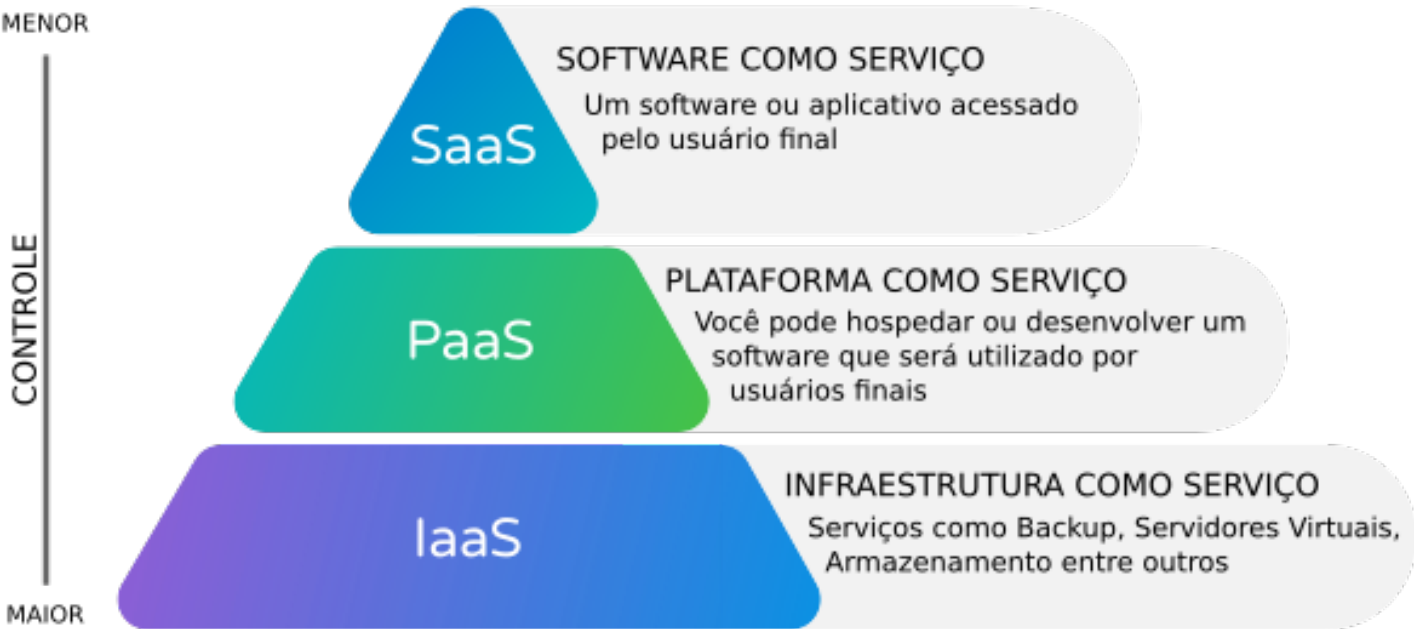 MENOR
SaaS
SOFTWARE COMO SERVIÇO
Um software ou aplicativo acessado
pelo usuário final
CONTROLE
PaaS
PLATAFORMA COMO SERVIÇO
Você pode hospedar ou desenvolver um
software que será utilizado por
usuários finais
IaaS
INFRAESTRUTURA COMO SERVIÇO
Serviços como Backup, Servidores Virtuais,
Armazenamento entre outros
MAIOR